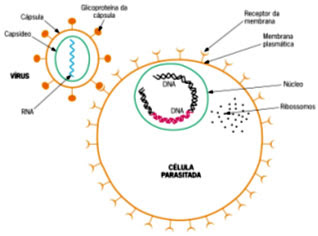 Cápsula
Glicoproteína da
cápsula
Capsídeo
VÍRUS
RNA
Receptor da
membrana
Membrana
plasmática
DNA
DNA
Núcleo
Ribossomos
CÉLULA
PARASITADA